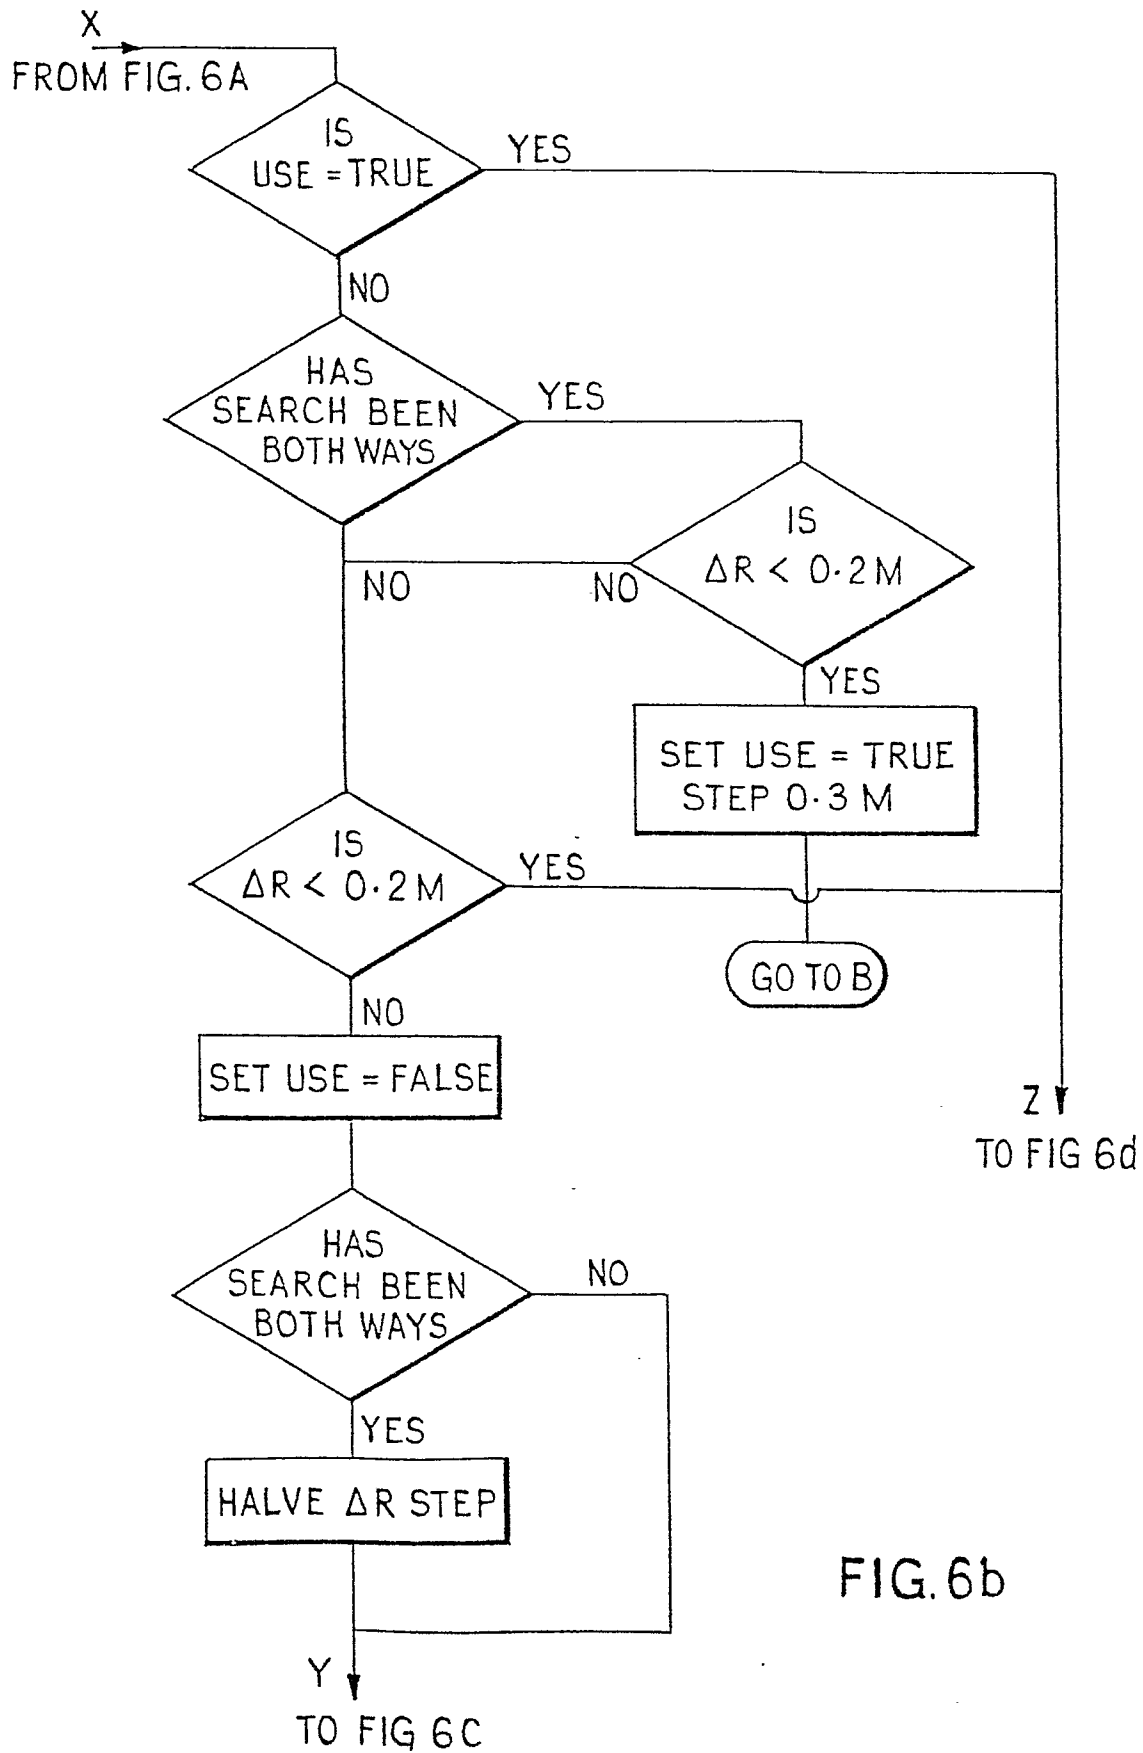 X
FROM FIG. 6A
IS
USE = TRUE
YES
NO
HAS
SEARCH BEEN
BOTH WAYS
YES
IS
ΔR < 0·2 M
NO
NO
YES
SET USE = TRUE
STEP 0·3 M
IS
ΔR < 0·2 M
YES
GO TO B
NO
SET USE = FALSE
Z
TO FIG 6d
HAS
SEARCH BEEN
BOTH WAYS
NO
YES
HALVE ΔR STEP
FIG. 6b
Y
TO FIG 6C